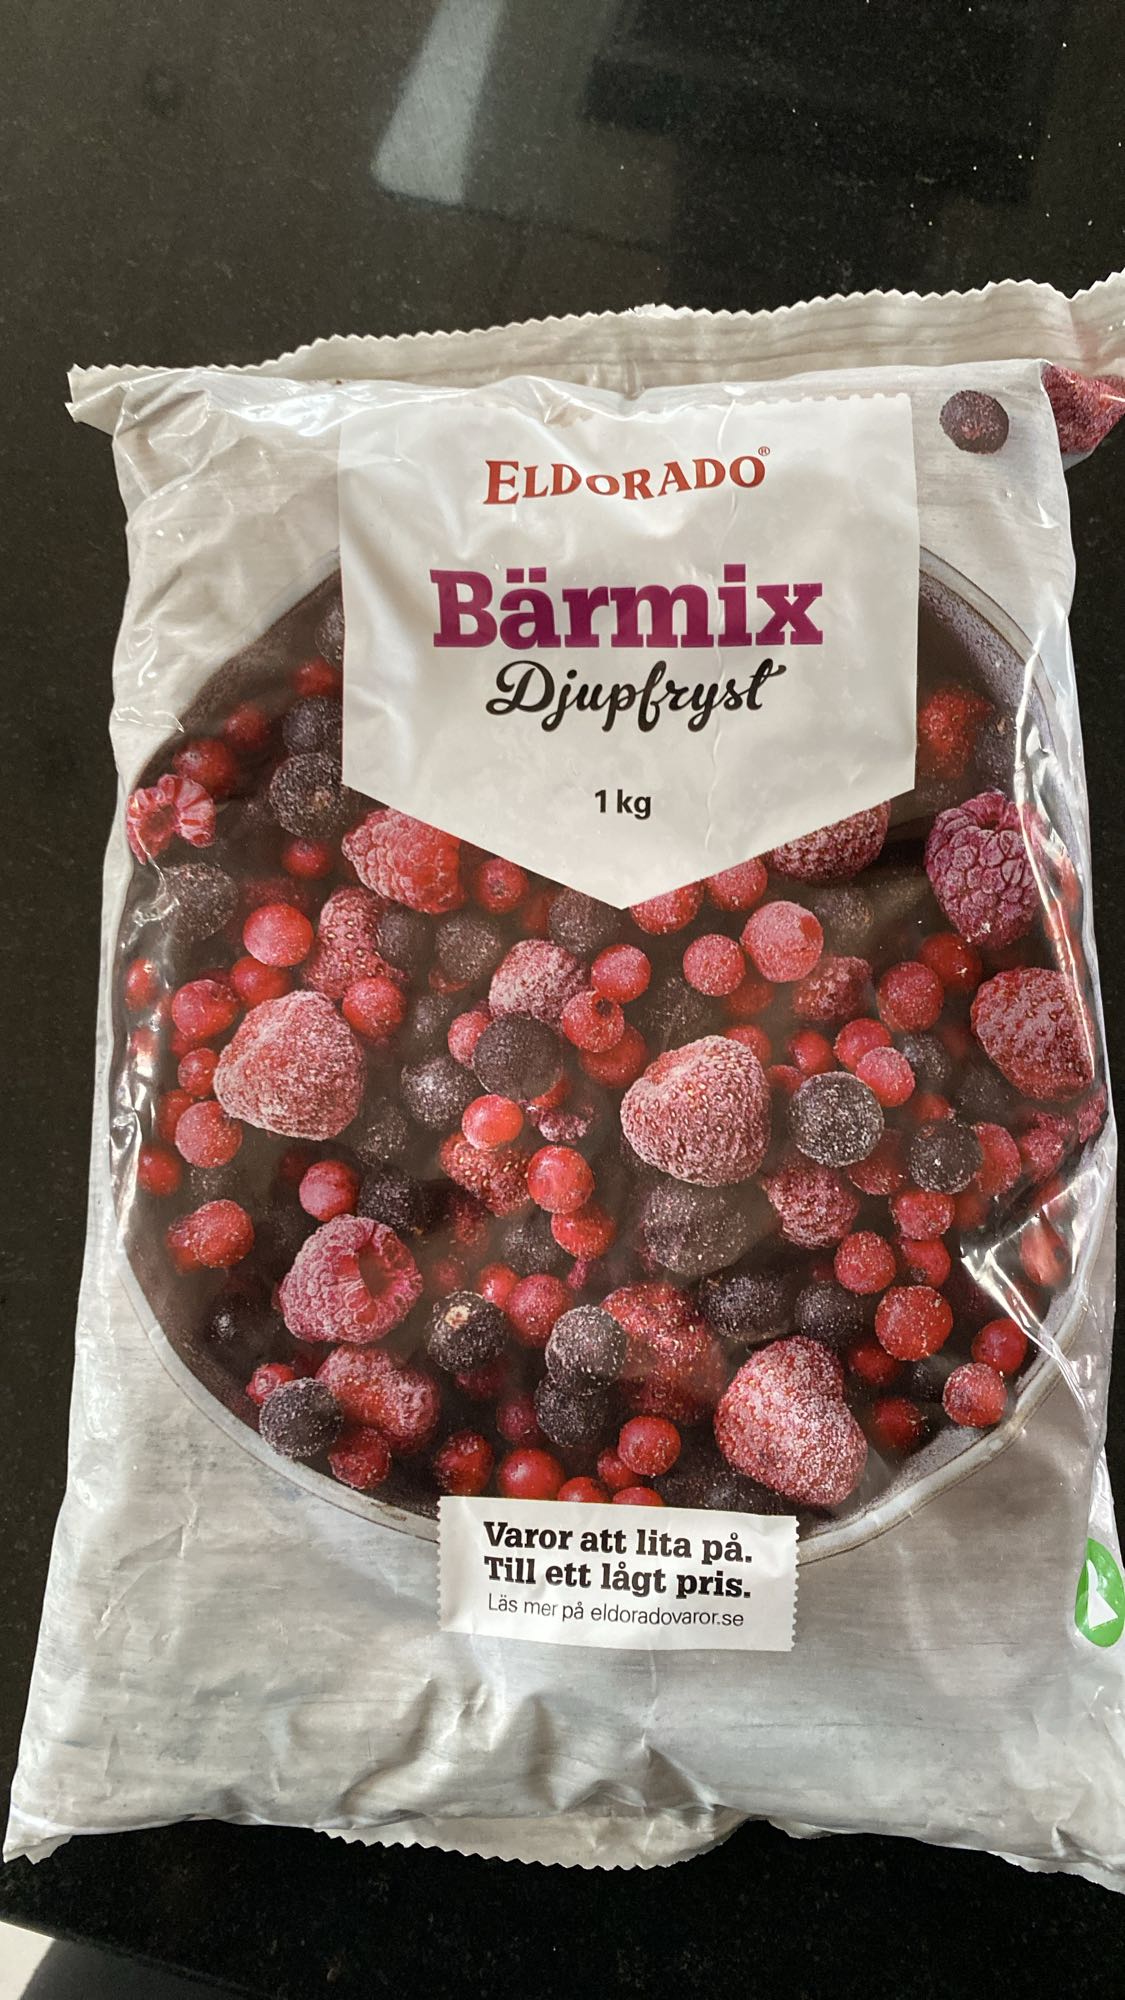 ELDORADO®
Bärmix
Djupfryst
1 kg
Varor att lita på.
Till ett lågt pris.
Läs mer på eldoradovaror.se